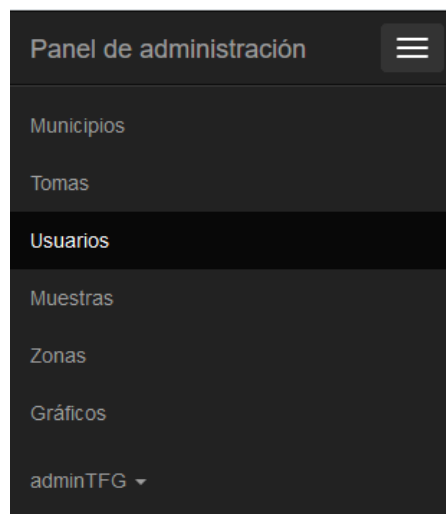 Panel de administración
Municipios
Tomas
Usuarios
Muestras
Zonas
Gráficos
adminTFG